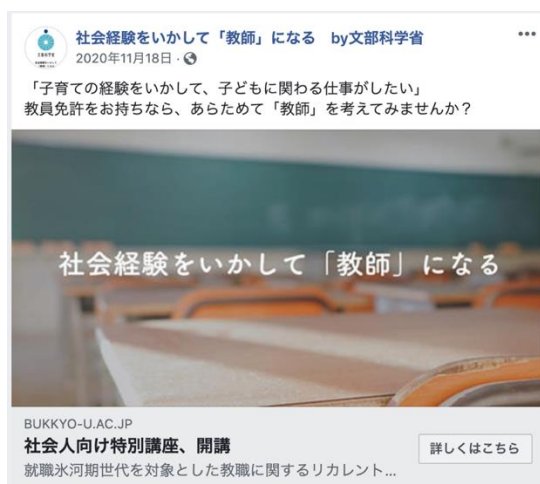 社会経験をいかして「教師」になる　by文部科学省
2020年11月18日
「子育ての経験をいかして、子どもに関わる仕事がしたい」
教員免許をお持ちなら、あらためて「教師」を考えてみませんか？
社会経験をいかして「教師」になる
BUKKYO-U.AC.JP
社会人向け特別講座、開講
就職氷河期世代を対象とした教職に関するリカレント...
詳しくはこちら